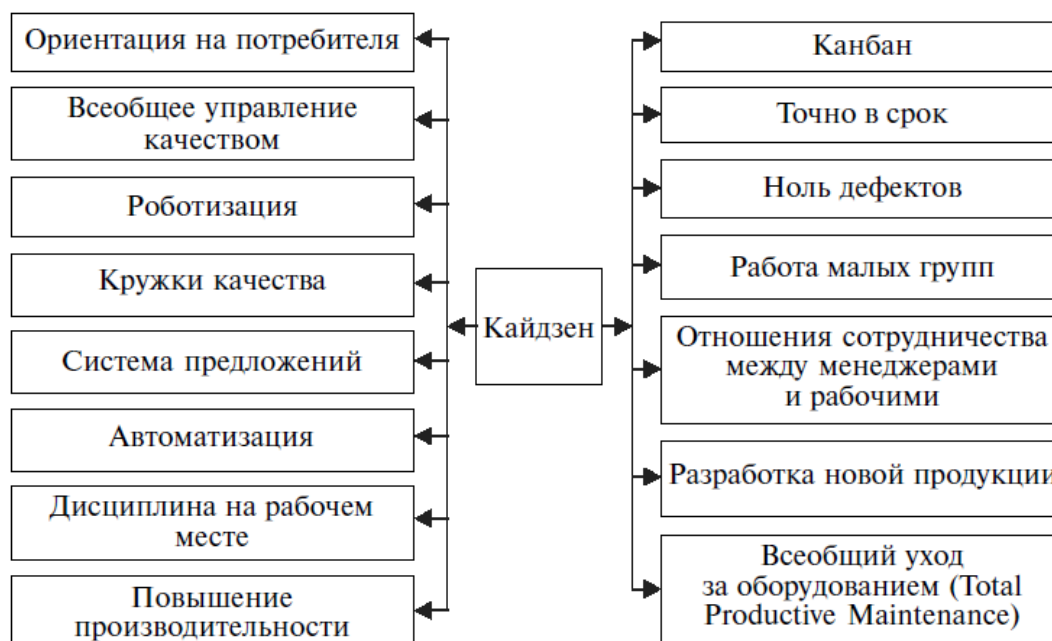 Ориентация на потребителя
Всеобщее управление
качеством
Роботизация
Кружки качества
Система предложений
Автоматизация
Дисциплина на рабочем
месте
Повышение
производительности
Кайдзен
Канбан
Точно в срок
Ноль дефектов
Работа малых групп
Отношения сотрудничества
между менеджерами
и рабочими
Разработка новой продукции
Всеобщий уход
за оборудованием (Total
Productive Maintenance)